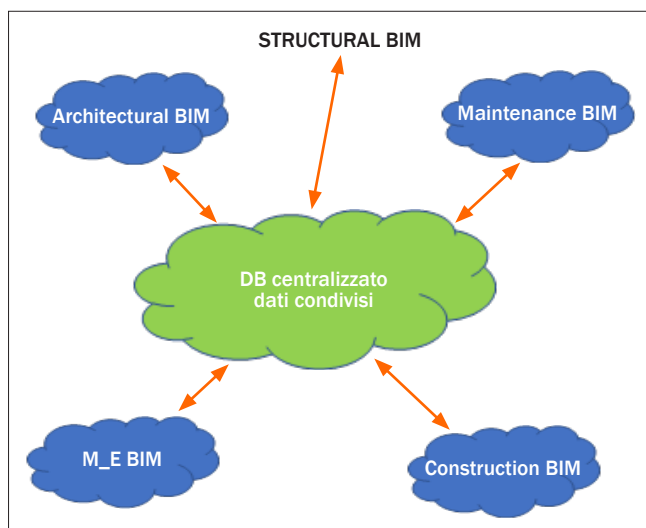 STRUCTURAL BIM
Architectural BIM
Maintenance BIM
DB centralizzato
dati condivisi
M_E BIM
Construction BIM